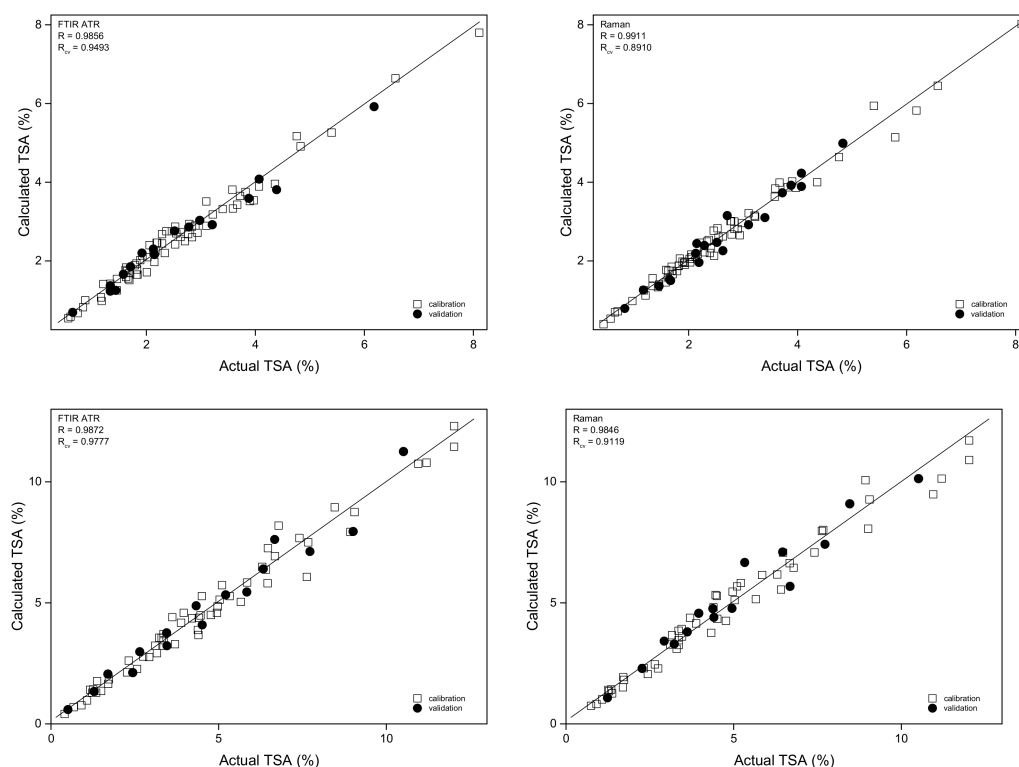 FTIR ATR
R = 0.9856
Rcv = 0.9493
8
6
4
2
Calculated TSA (%)
calibration
validation
2 4 6 8
Actual TSA (%)
Raman
R = 0.9911
Rcv = 0.8910
8
6
4
2
Calculated TSA (%)
calibration
validation
2 4 6 8
Actual TSA (%)
FTIR ATR
R = 0.9872
Rcv = 0.9777
10
5
0
Calculated TSA (%)
calibration
validation
0 5 10
Actual TSA (%)
Raman
R = 0.9846
Rcv = 0.9119
10
5
0
Calculated TSA (%)
calibration
validation
0 5 10
Actual TSA (%)